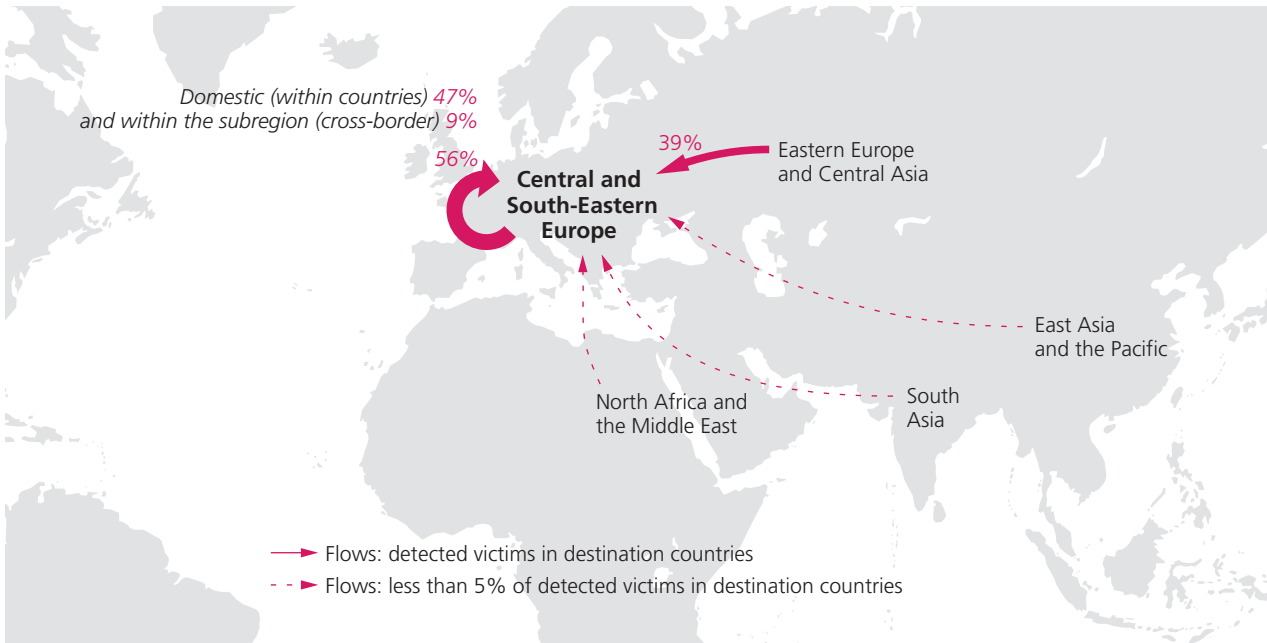 Domestic (within countries) 47%
and within the subregion (cross-border) 9%
56%
39%
Eastern Europe
and Central Asia
Central and
South-Eastern
Europe
East Asia
and the Pacific
South
Asia
North Africa and
the Middle East
Flows: detected victims in destination countries
Flows: less than 5% of detected victims in destination countries